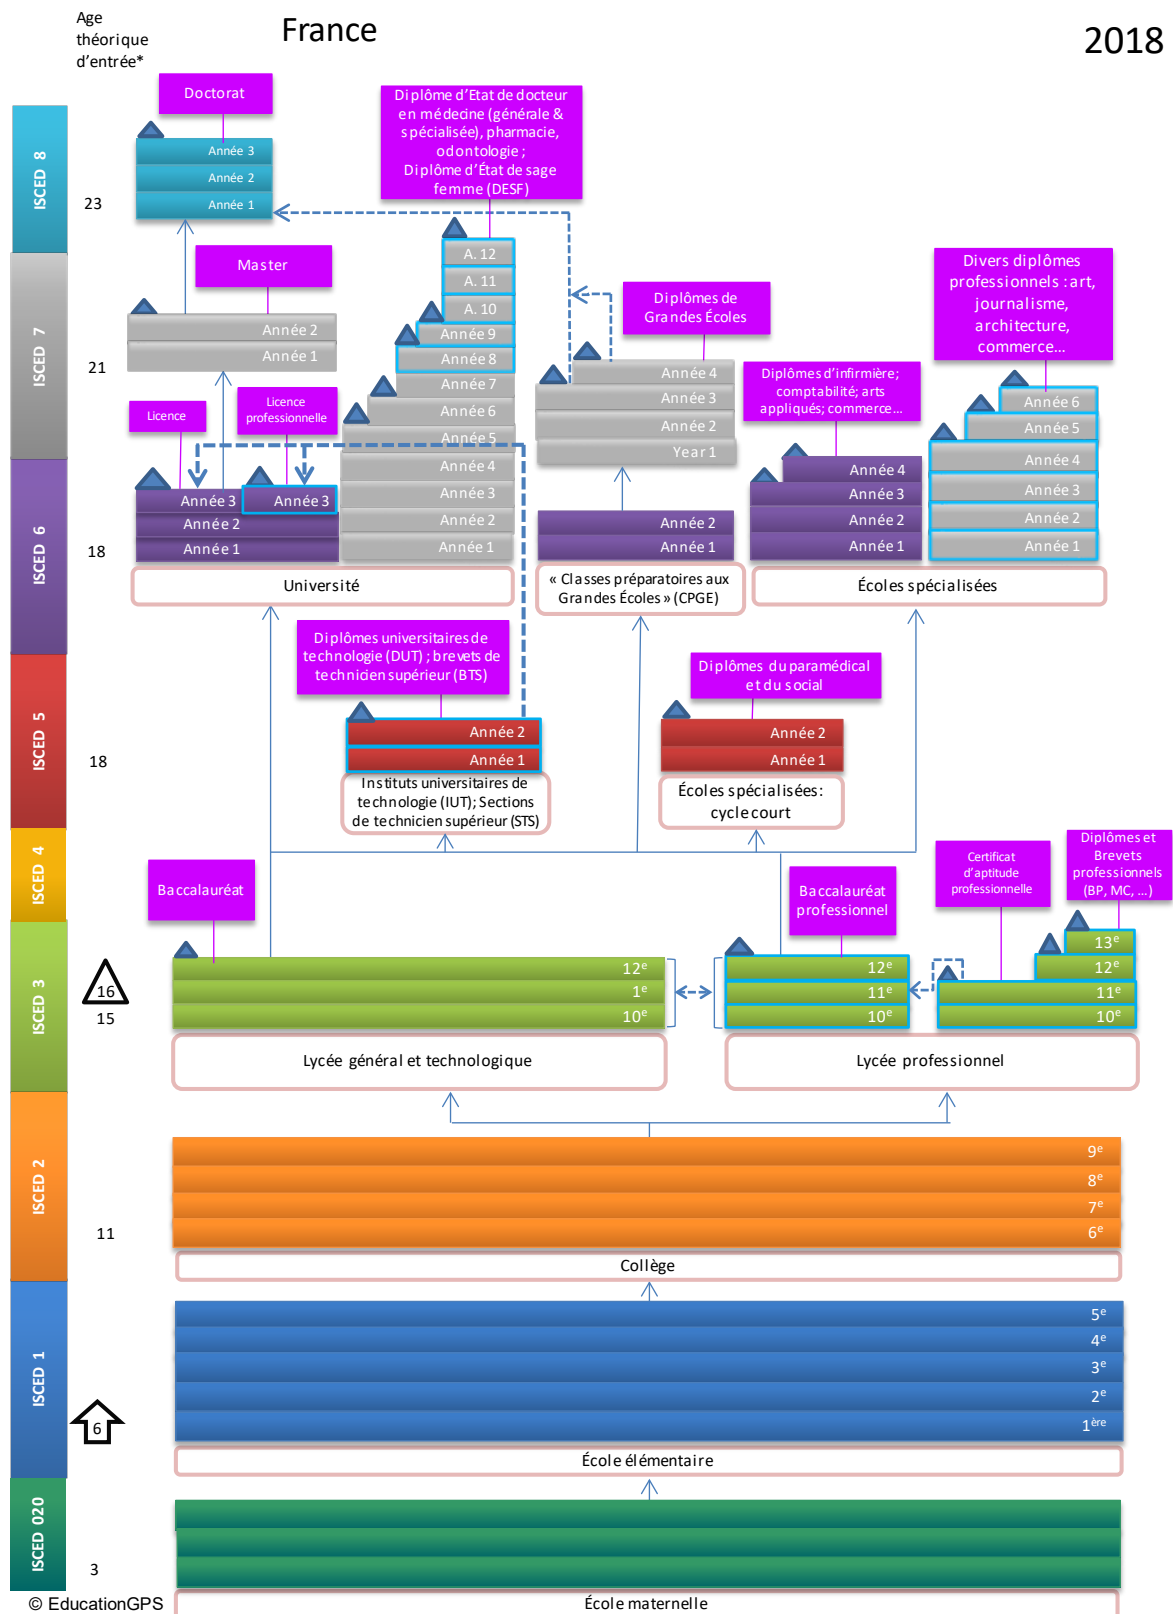 Age
théorique
d'entrée*
France
2018
Doctorat
Diplôme d'Etat de docteur
en médecine (générale &
spécialisée), pharmacie,
odontologie ;
Diplôme d'État de sage
femme (DESF)
ISCED 8
23
Année 3
Année 2
Année 1
Master
ISCED 7
21
Année 2
Année 1
A. 12
A. 11
A. 10
Année 9
Année 8
Année 7
Année 6
Année 5
Année 4
Année 3
Année 2
Année 1
Diplômes de
Grandes Écoles
Année 4
Année 3
Année 2
Year 1
Divers diplômes
professionnels : art,
journalisme,
architecture,
commerce…
Diplômes d'infirmière;
comptabilité; arts
appliqués; commerce…
Année 6
Année 5
Année 4
Année 3
Année 2
Année 1
Licence
Licence
professionnelle
ISCED 6
18
Année 3
Année 3
Année 2
Année 1
Année 2
Année 1
Année 4
Année 3
Année 2
Année 1
Université
« Classes préparatoires aux
Grandes Écoles » (CPGE)
Écoles spécialisées
Diplômes universitaires de
technologie (DUT) ; brevets de
technicien supérieur (BTS)
Diplômes du paramédical
et du social
ISCED 5
18
Année 2
Année 1
Année 2
Année 1
Instituts universitaires de
technologie (IUT); Sections
de technicien supérieur (STS)
Écoles spécialisées:
cycle court
ISCED 4
Baccalauréat
Baccalauréat
professionnel
Certificat
d'aptitude
professionnelle
Diplômes et
Brevets
professionnels
(BP, MC, …)
ISCED 3
16
15
12e
1e
10e
12e
11e
10e
13e
12e
11e
10e
Lycée général et technologique
Lycée professionnel
ISCED 2
11
9e
8e
7e
6e
Collège
ISCED 1
6
5e
4e
3e
2e
1ère
École élémentaire
ISCED 020
3
© EducationGPS
École maternelle